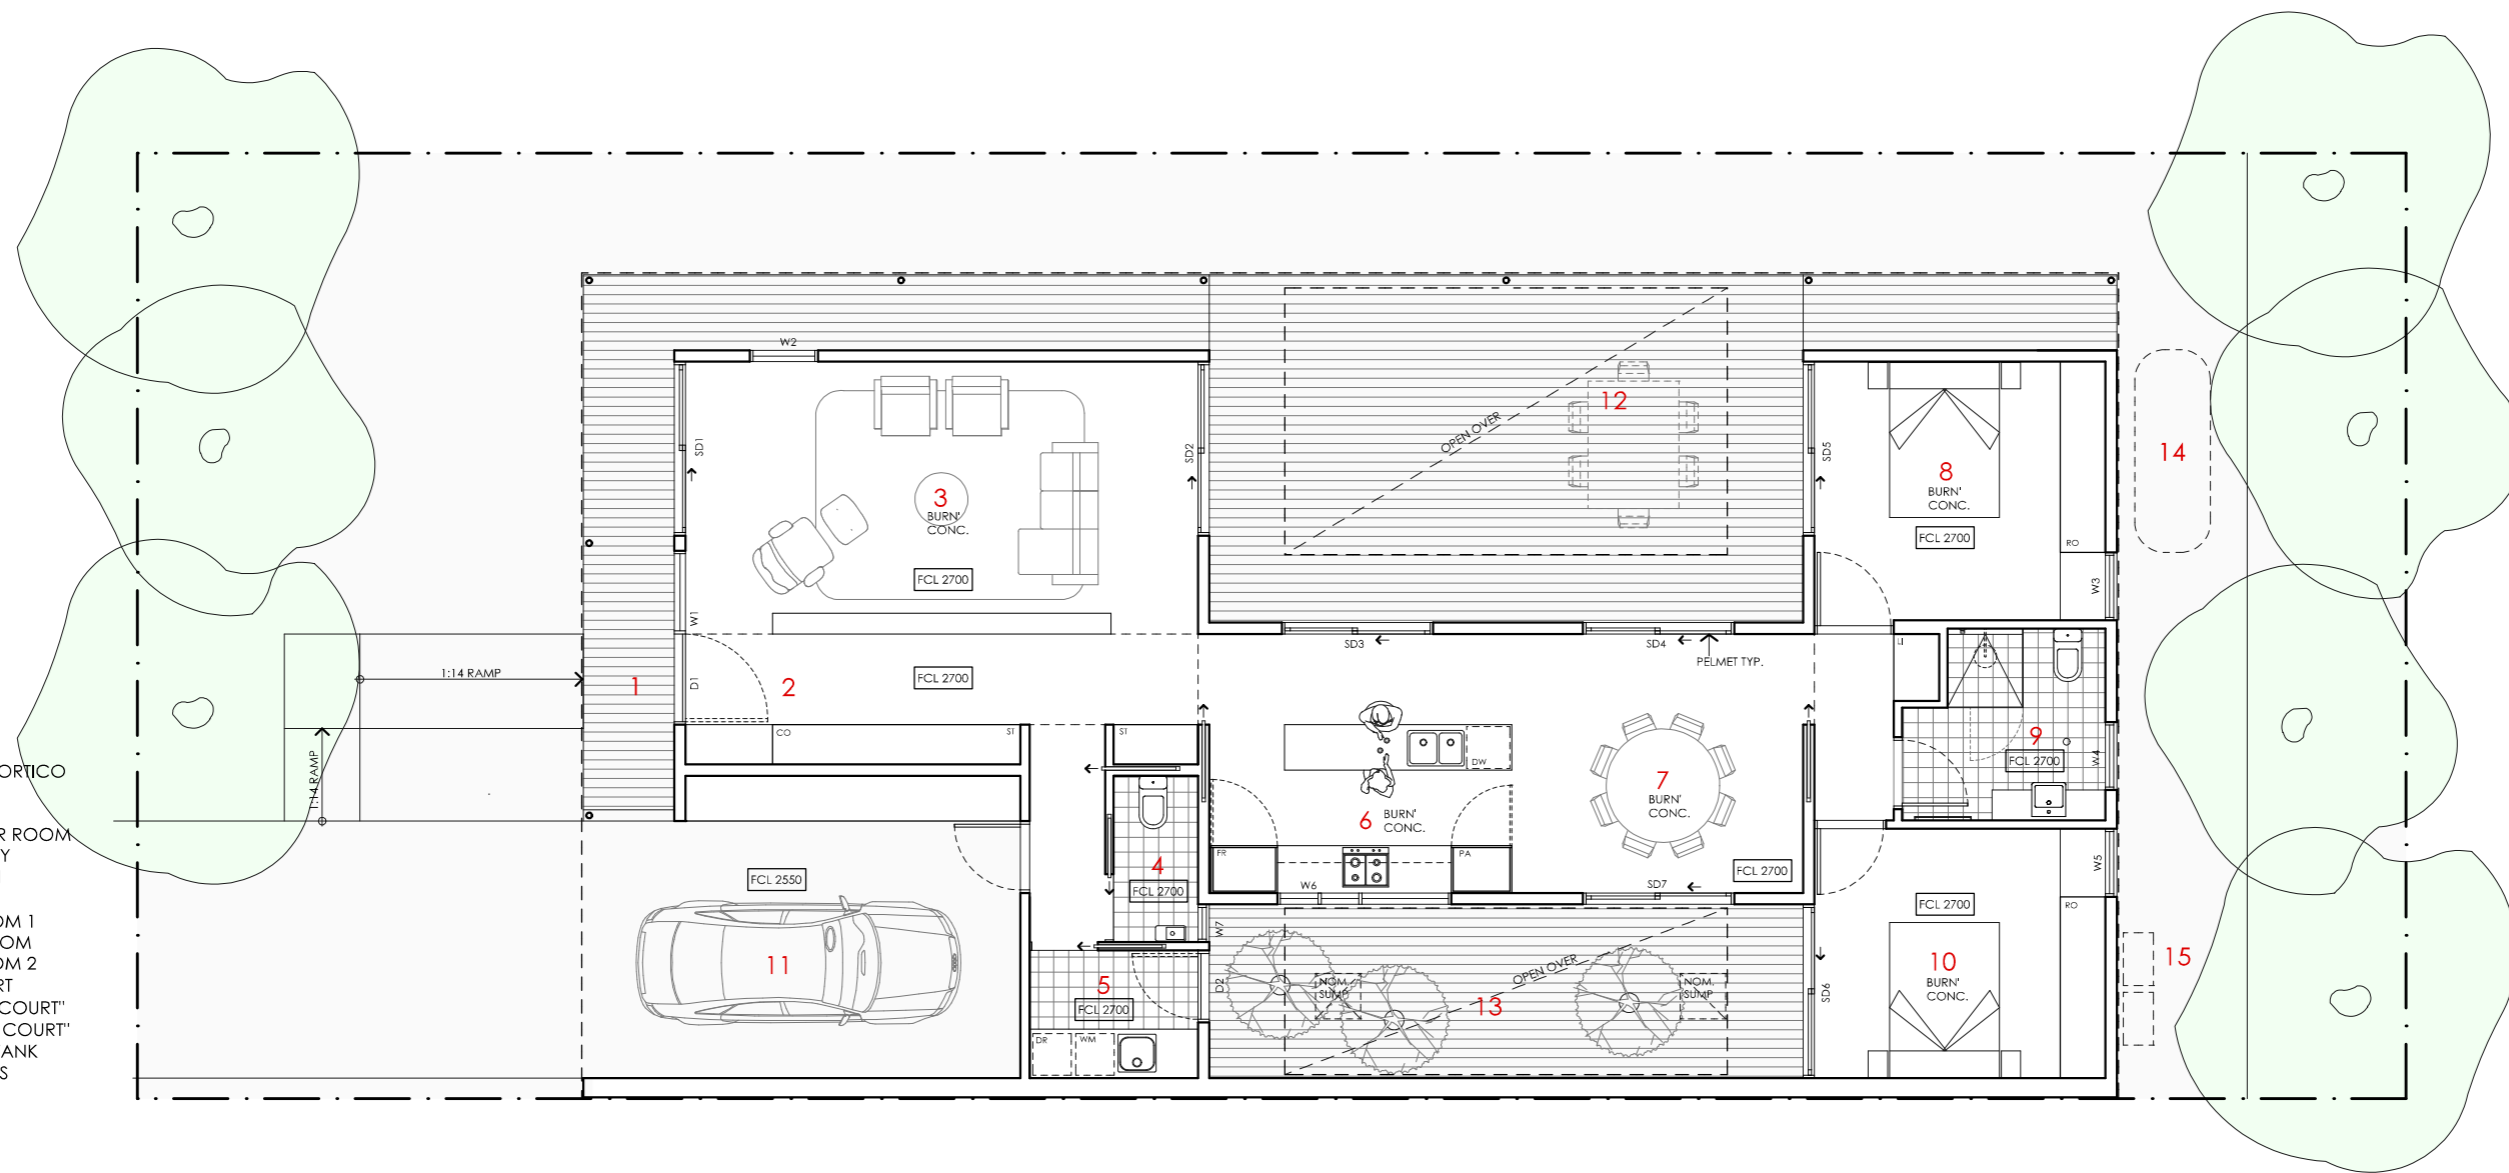 W2
OPEN OVER
12
SD1
SD2
SD5
3
BURN'
CONC.
FCL 2700
8
BURN'
CONC.
FCL 2700
14
RO
W3
W1
SD3
SD4
PELMET TYP.
LI
1:14 RAMP
1
D1
2
FCL 2700
CO
ST
ST
DW
9
FCL 2700
W4
1:14 RAMP
7
BURN'
CONC.
6
BURN'
CONC.
FR
PA
FCL 2550
4
FCL 2700
W6
SD7
FCL 2700
W5
FCL 2700
RO
W7
11
5
FCL 2700
D2
OPEN OVER
NOM.
SUMP
NOM.
SUMP
13
SD6
10
BURN'
CONC.
15
DR
WM
ORTICO
R ROOM
Y
OM 1
OOM
OM 2
RT
COURT"
COURT"
ANK
S